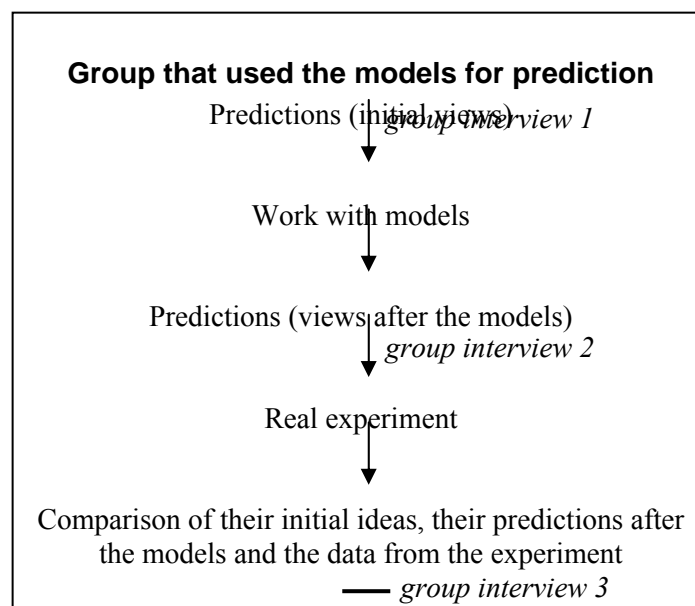 Group that used the models for prediction
Predictions (initial views)
group interview 1
Work with models
Predictions (views after the models)
group interview 2
Real experiment
Comparison of their initial ideas, their predictions after
the models and the data from the experiment
group interview 3